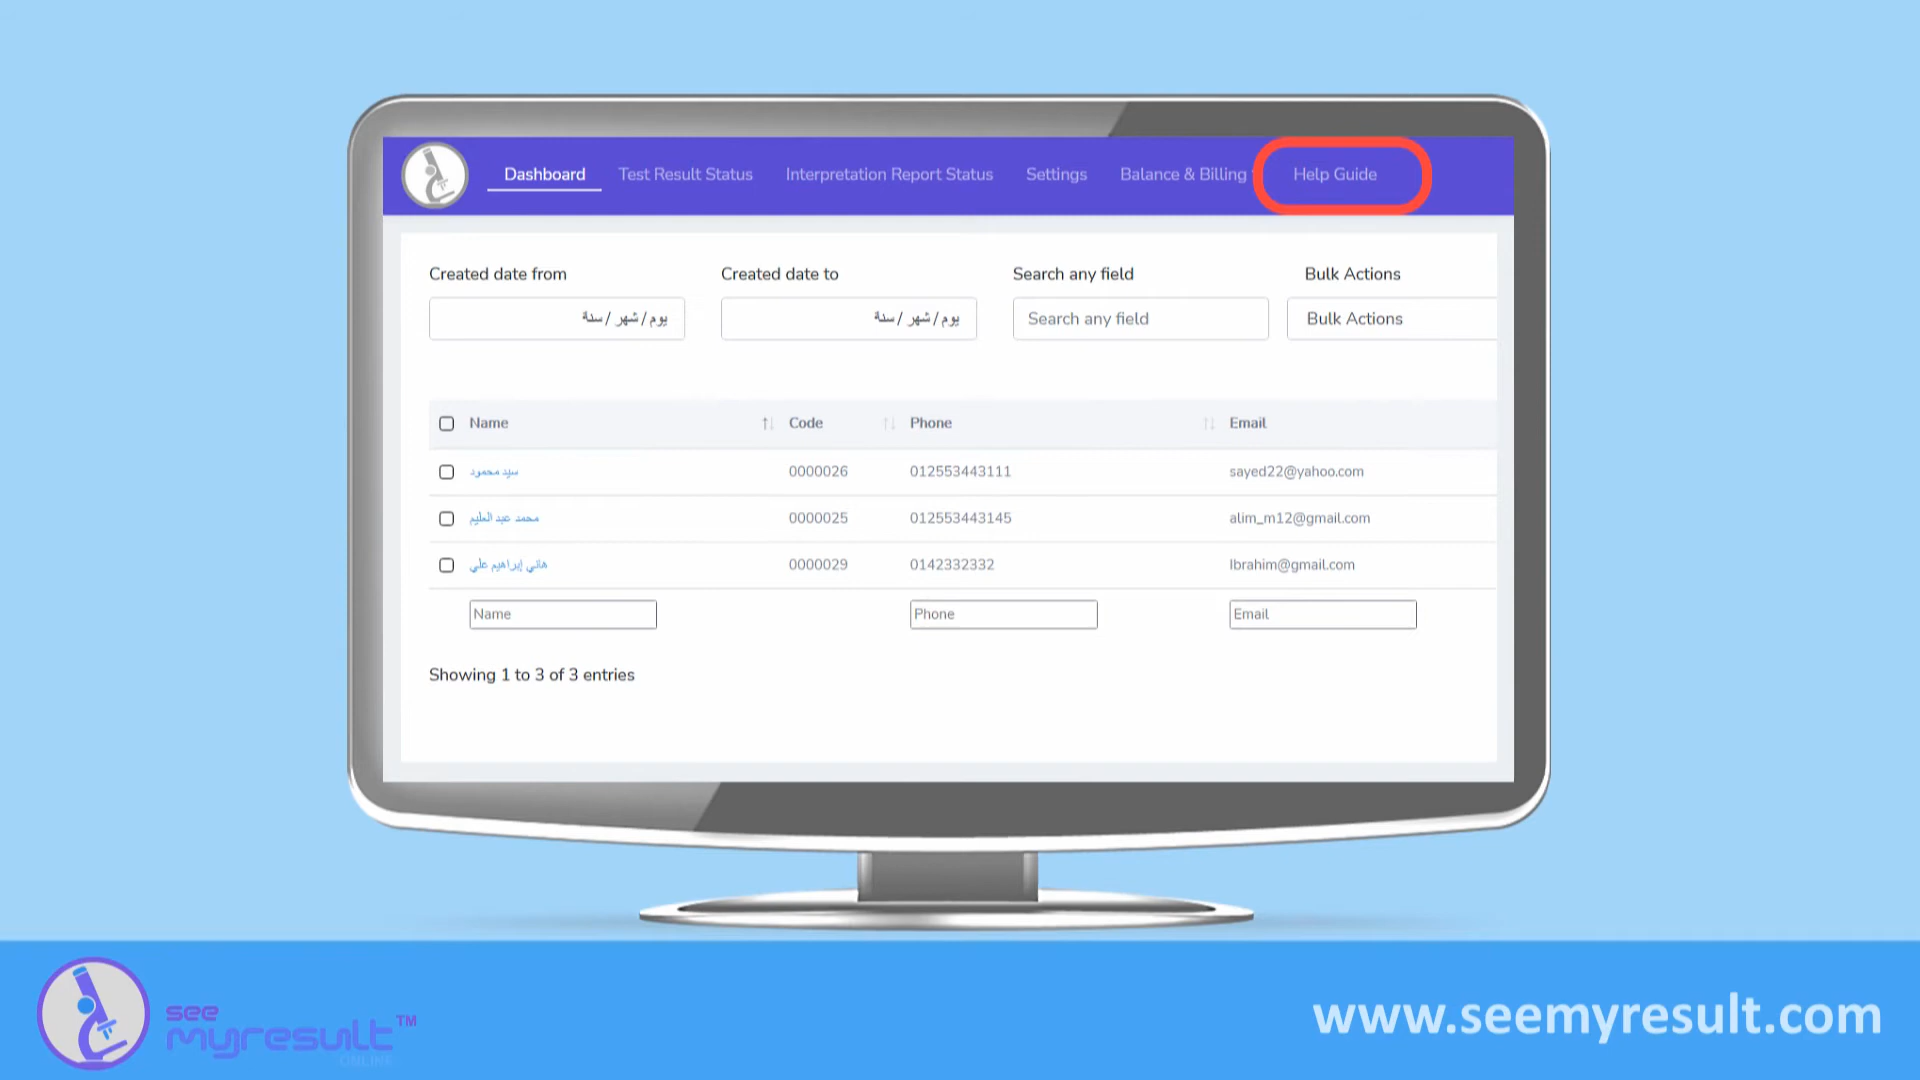 Dashboard Test Result Status Interpretation Report Status Settings Balance & Billing Help Guide
Created date from Created date to Search any field Bulk Actions
يوم / شهر / سنة يوم / شهر / سنة Search any field Bulk Actions
Name Code Phone Email
سيد محمود 0000026 012553443111 sayed22@yahoo.com
محمد عبد العليم 0000025 012553443145 alim_m12@gmail.com
هاني إبراهيم علي 0000029 0142332332 Ibrahim@gmail.com
Name Phone Email
Showing 1 to 3 of 3 entries
see
myresult™
ONLINE
www.seemyresult.com